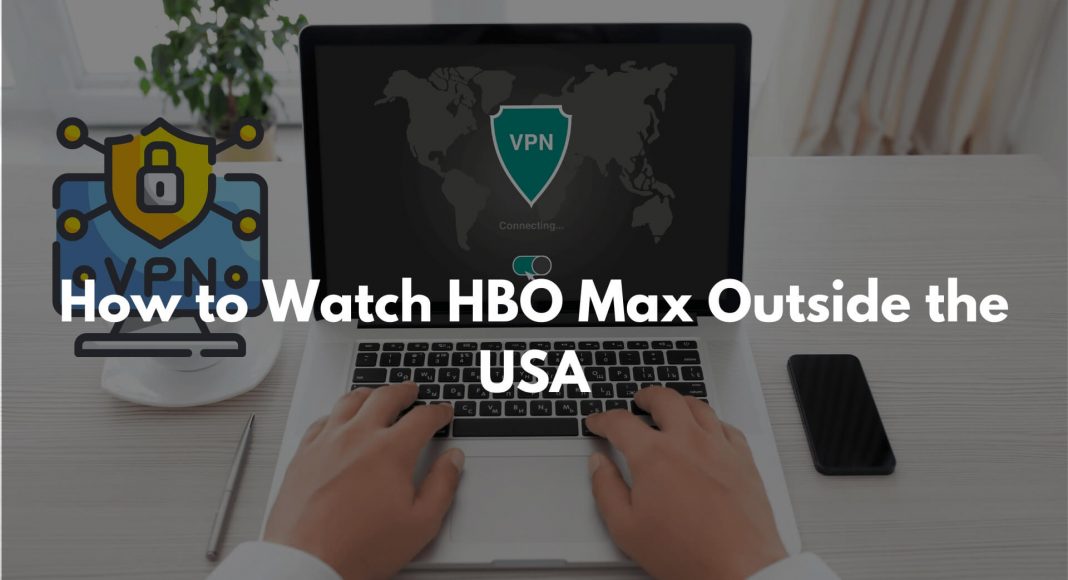 VPN
Connecting...
VPN
How to Watch HBO Max Outside the
USA